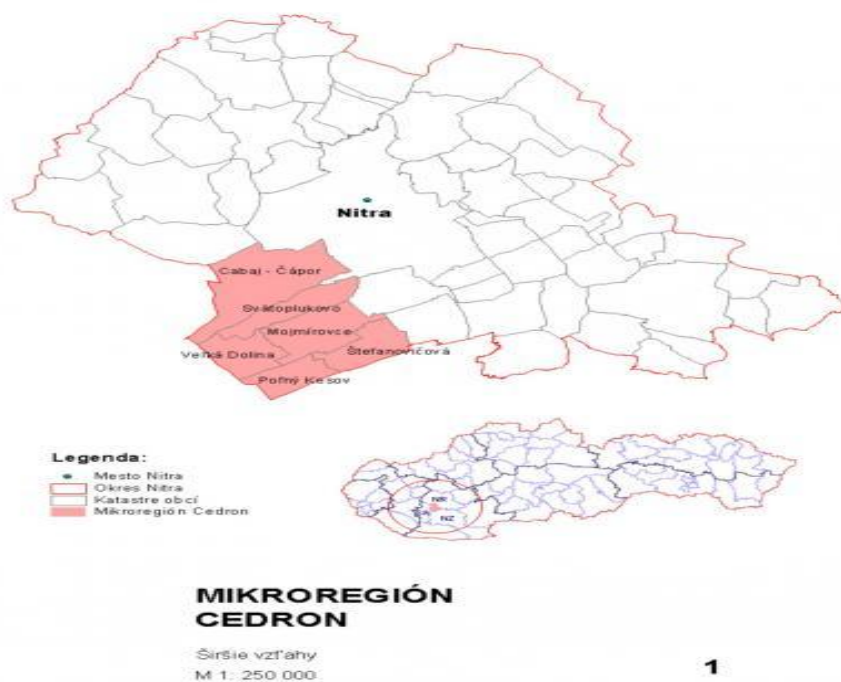 Nitra
Cabaj - Čápor
Svätoplukovo
Mojmírovce
Veľká Dolina
Štefanovičová
Poľný Kesov
Legenda:
Mesto Nitra
Okres Nitra
Katastre obcí
Mikroregión Cedron
NR
NZ
MIKROREGIÓN
CEDRON
Širšie vzťahy
M 1: 250 000
1